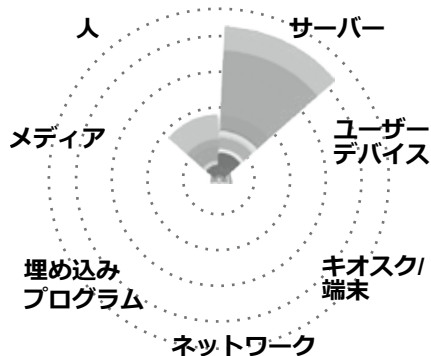 人
サーバー
メディア
ユーザー
デバイス
埋め込み
プログラム
キオスク/
端末
ネットワーク